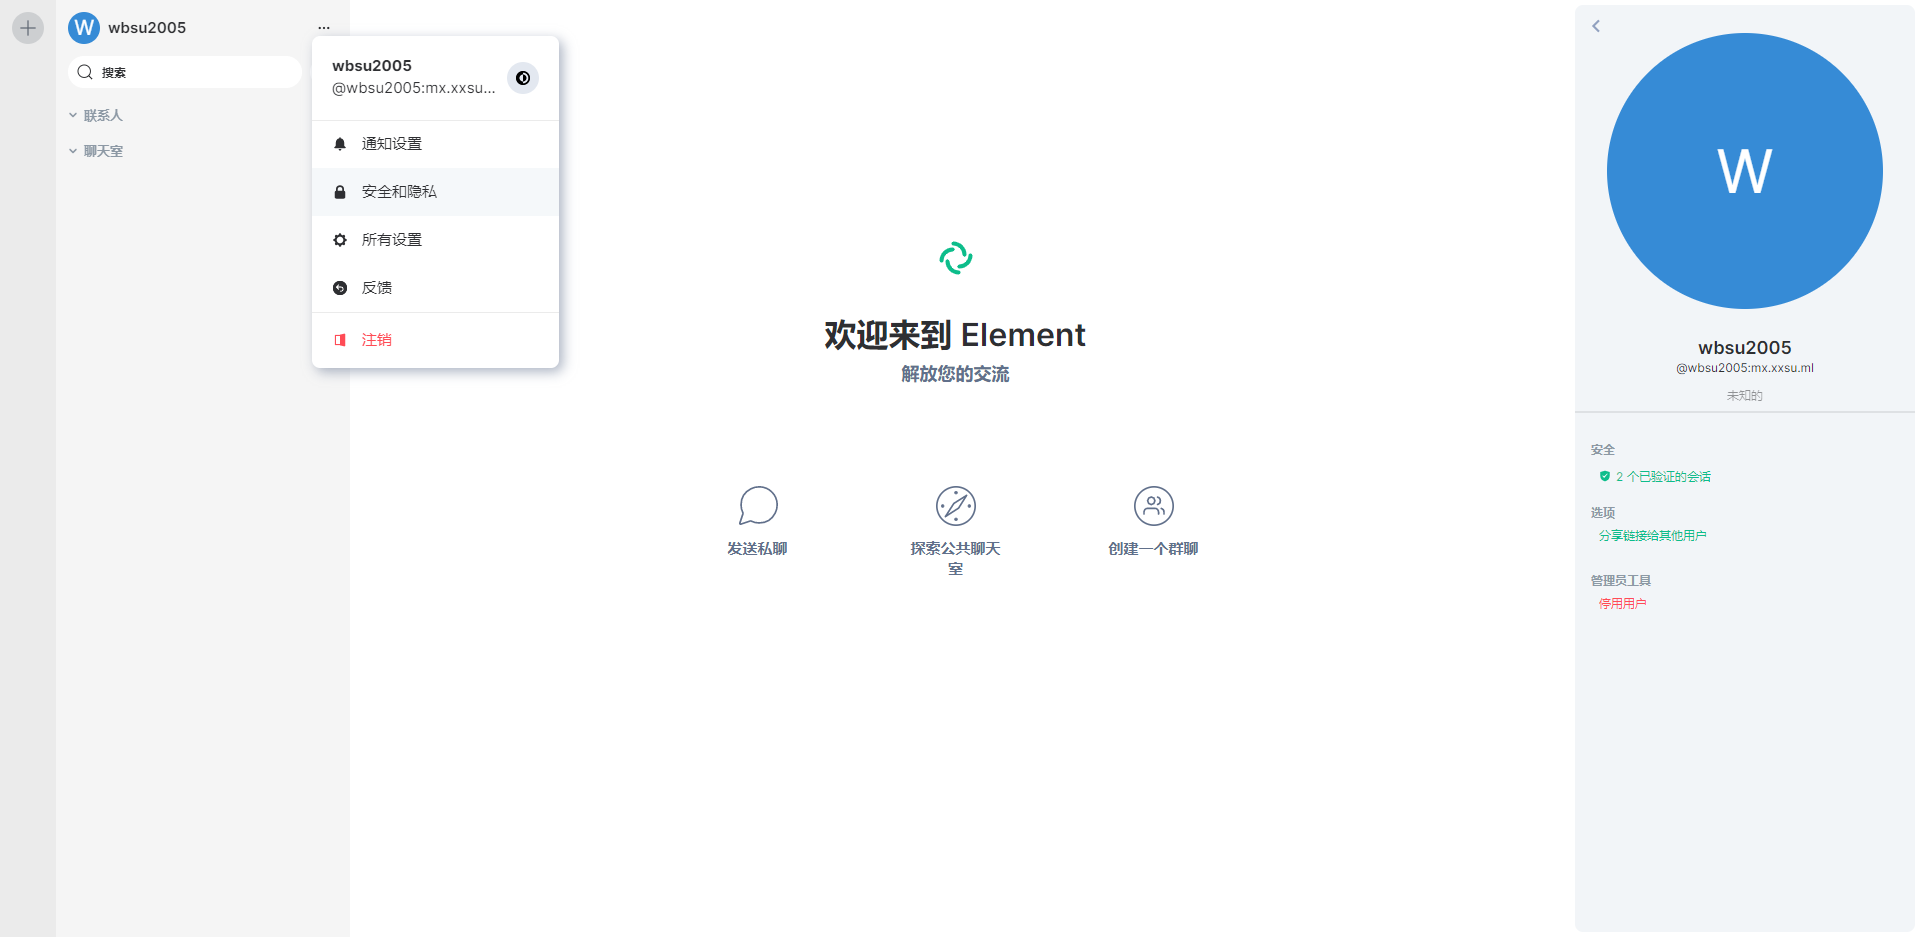 W wbsu2005
搜索
联系人
聊天室
wbsu2005
@wbsu2005:mx.xxsu...
通知设置
安全和隐私
所有设置
反馈
注销
欢迎来到 Element
解放您的交流
发送私聊
探索公共聊天
室
创建一个群聊
W
wbsu2005
@wbsu2005:mx.xxsu.ml
未知的
安全
2 个已验证的会话
选项
分享链接给其他用户
管理员工具
停用用户